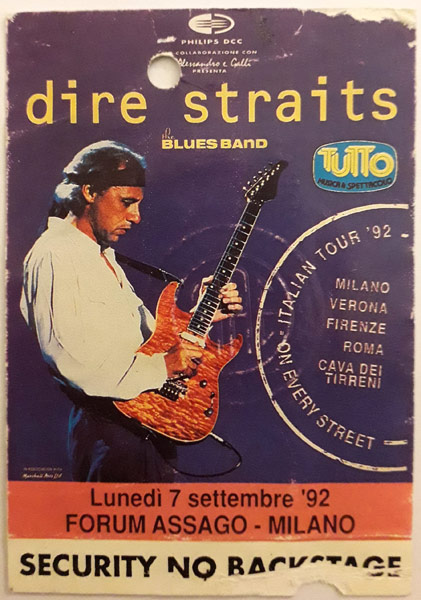 PHILIPS DCC
IN COLLABORAZIONE CON
Alessandro e Galli
PRESENTA
dire straits
the
BLUES BAND
TUTTO
MUSICA & SPETTACOLO
ON EVERY STREET - ITALIAN TOUR '92
MILANO
VERONA
FIRENZE
ROMA
CAVA DEI
TIRRENI
Lunedì 7 settembre '92
FORUM ASSAGO - MILANO
SECURITY NO BACKSTAGE